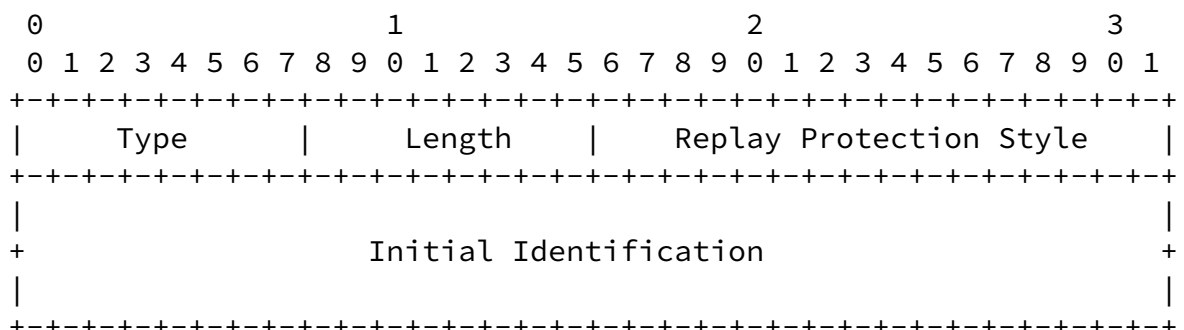 0                   1                   2                   3
 0 1 2 3 4 5 6 7 8 9 0 1 2 3 4 5 6 7 8 9 0 1 2 3 4 5 6 7 8 9 0 1
+-+-+-+-+-+-+-+-+-+-+-+-+-+-+-+-+-+-+-+-+-+-+-+-+-+-+-+-+-+-+-+-+
|     Type      |     Length    |    Replay Protection Style    |
+-+-+-+-+-+-+-+-+-+-+-+-+-+-+-+-+-+-+-+-+-+-+-+-+-+-+-+-+-+-+-+-+
|                                                               |
+                   Initial Identification                      +
|                                                               |
+-+-+-+-+-+-+-+-+-+-+-+-+-+-+-+-+-+-+-+-+-+-+-+-+-+-+-+-+-+-+-+-+